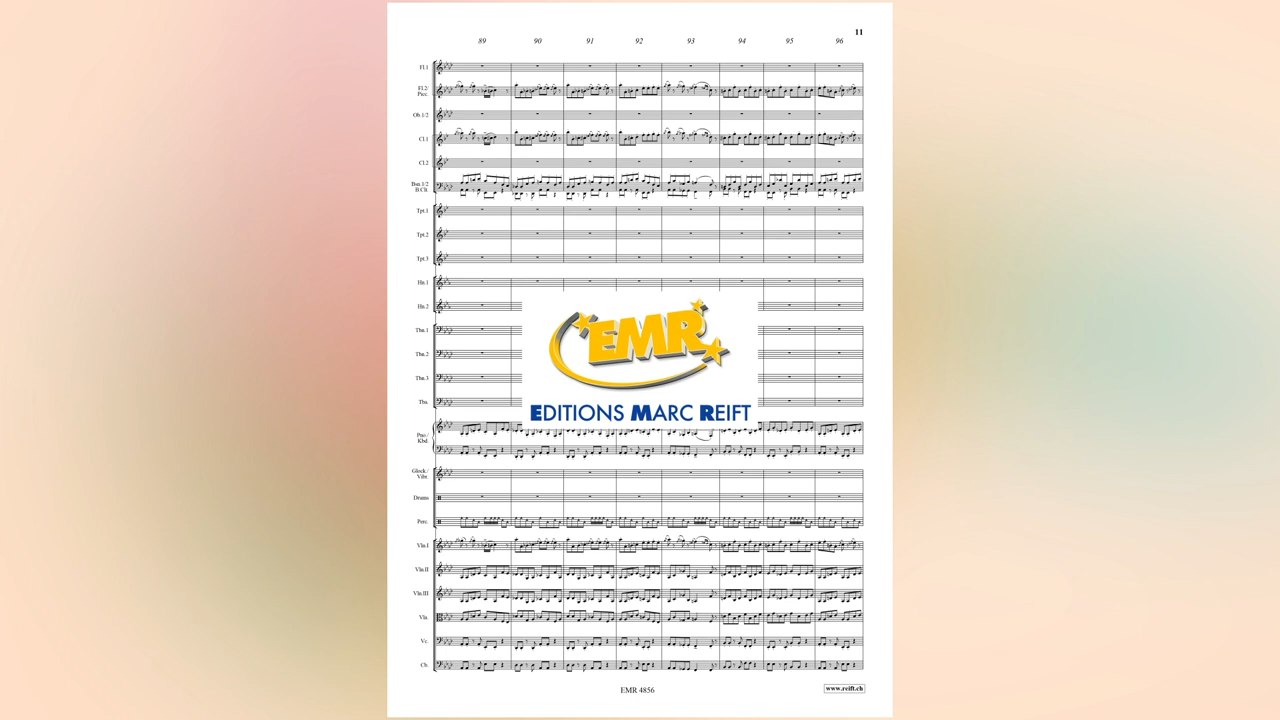 11
89 90 91 92 93 94 95 96
Fl.1
Fl.2/
Picc.
Ob.1/2
Cl.1
Cl.2
Bsn.1/2
B.Cls.
Tpt.1
Tpt.2
Tpt.3
Hn.1
Hn.2
Tbn.1
Tbn.2
Tbn.3
Tba.
EMR
EDITIONS MARC REIFT
Pno./
Kbd.
Glock./
Vibr.
Drums
Perc.
Vln.I
Vln.II
Vln.III
Vla.
Vc.
Cb.
EMR 4856
www.reift.ch